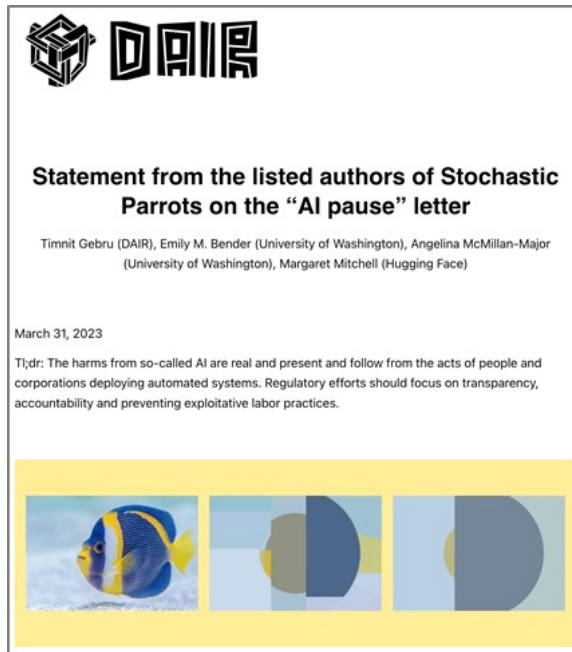 DAIR
Statement from the listed authors of Stochastic
Parrots on the “AI pause” letter
Timnit Gebru (DAIR), Emily M. Bender (University of Washington), Angelina McMillan-Major
(University of Washington), Margaret Mitchell (Hugging Face)
March 31, 2023
Tl;dr: The harms from so-called AI are real and present and follow from the acts of people and
corporations deploying automated systems. Regulatory efforts should focus on transparency,
accountability and preventing exploitative labor practices.